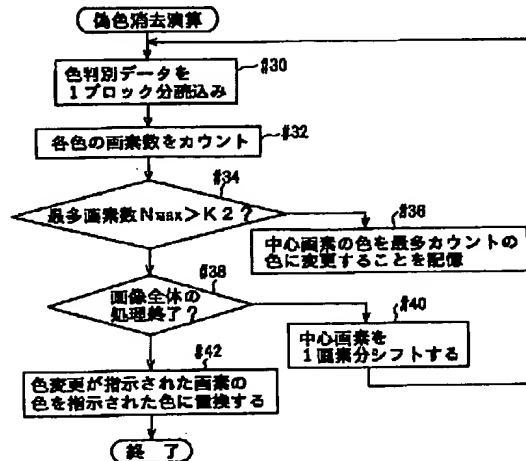 偽色消去演算
#30
色判別データを
1ブロック分読込み
#32
各色の画素数をカウント
#34
最多画素数Nmax>K2?
#36
中心画素の色を最多カウントの
色に変更することを記憶
#38
画像全体の
処理終了?
#40
中心画素を
1画素分シフトする
#42
色変更が指示された画素の
色を指示された色に置換する
終了